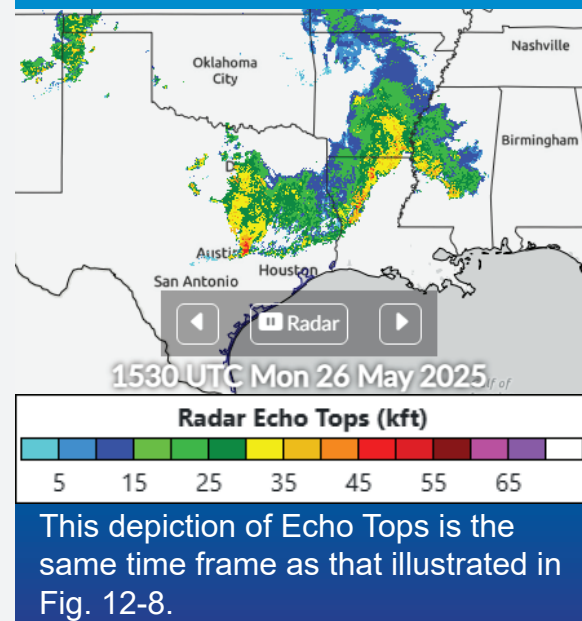 Oklahoma
City
Nashville
Birmingham
D
Austin
San Antonio
Houston
Radar
1530 UTC Mon 26 May 2025
lf of
Radar Echo Tops (kft)
5 15 25 35 45 55 65
This depiction of Echo Tops is the
same time frame as that illustrated in
Fig. 12-8.